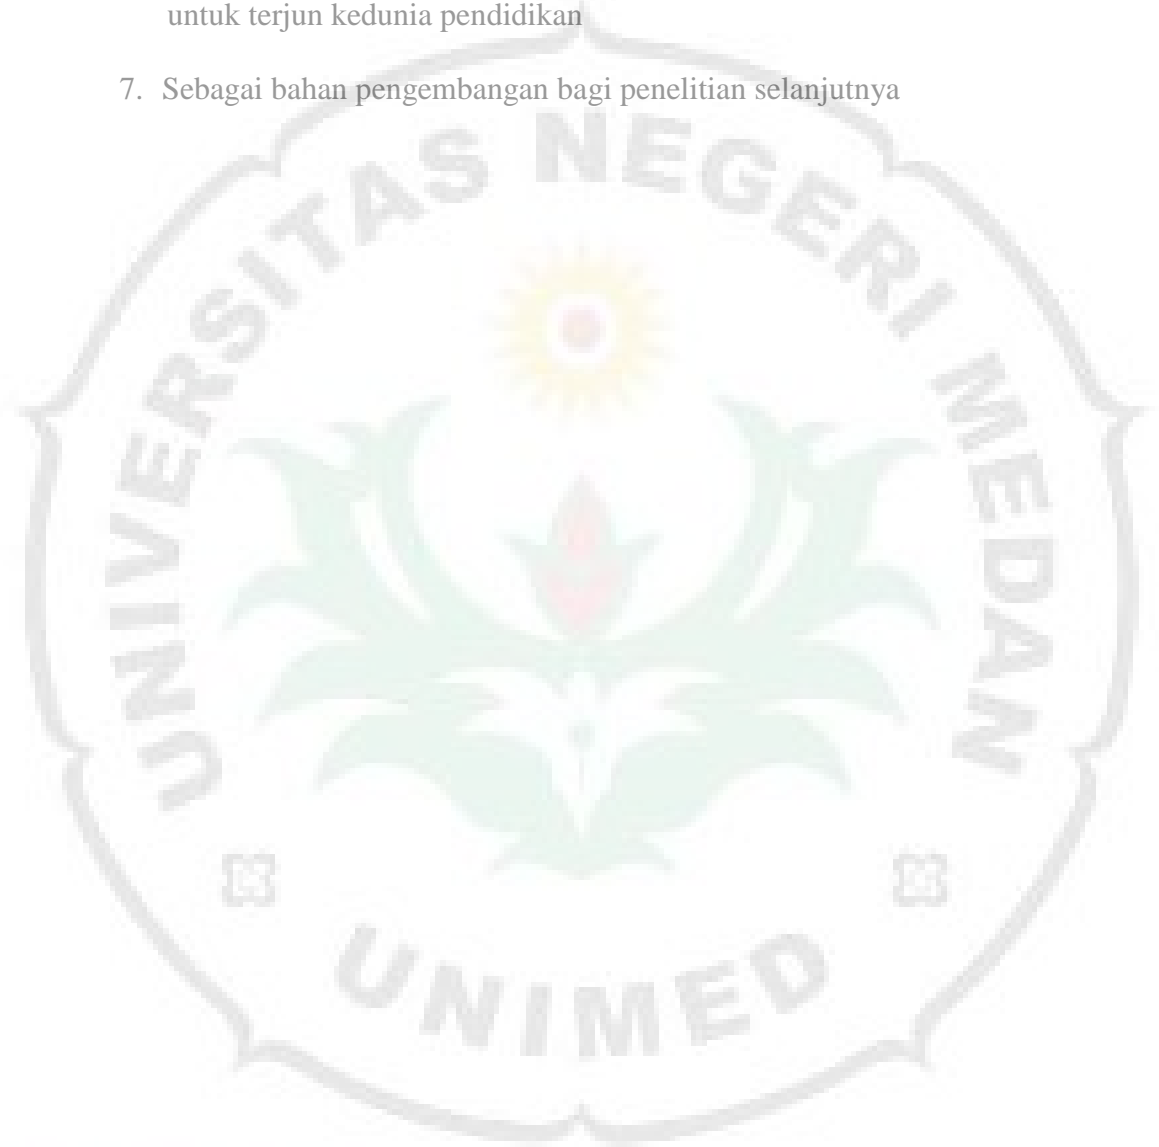 untuk terjun kedunia pendidikan
7. Sebagai bahan pengembangan bagi penelitian selanjutnya
UNIVERSITAS NEGERI MEDAN
UNIMED